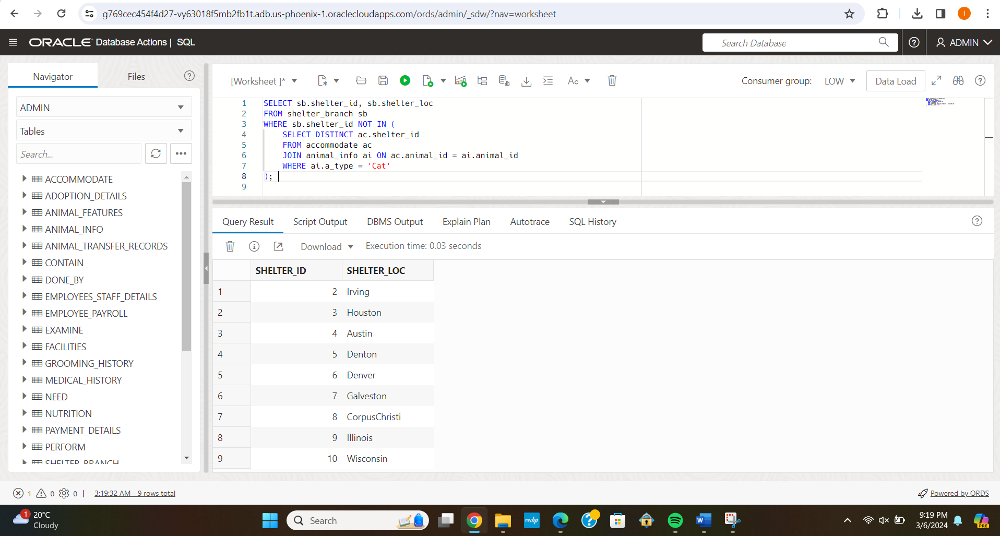 g769cec454f4d27-vy63018f5mb2fb1t.adb.us-phoenix-1.oraclecloudapps.com/ords/admin/_sdw/?nav=worksheet
I
ORACLE Database Actions | SQL
Search Database
ADMIN
Navigator
Files
ADMIN
Tables
Search...
ACCOMMODATE
ADOPTION_DETAILS
ANIMAL_FEATURES
ANIMAL_INFO
ANIMAL_TRANSFER_RECORDS
CONTAIN
DONE_BY
EMPLOYEES_STAFF_DETAILS
EMPLOYEE_PAYROLL
EXAMINE
FACILITIES
GROOMING_HISTORY
MEDICAL_HISTORY
NEED
NUTRITION
PAYMENT_DETAILS
PERFORM
SHELTER_BRANCH
[Worksheet ]*
Aa
Consumer group: LOW
Data Load
1 SELECT sb.shelter_id, sb.shelter_loc
2 FROM shelter_branch sb
3 WHERE sb.shelter_id NOT IN (
4 SELECT DISTINCT ac.shelter_id
5 FROM accommodate ac
6 JOIN animal_info ai ON ac.animal_id = ai.animal_id
7 WHERE ai.a_type = 'Cat'
8 );
9
Query Result Script Output DBMS Output Explain Plan Autotrace SQL History
Download Execution time: 0.03 seconds
SHELTER_ID SHELTER_LOC
1 2 Irving
2 3 Houston
3 4 Austin
4 5 Denton
5 6 Denver
6 7 Galveston
7 8 CorpusChristi
8 9 Illinois
9 10 Wisconsin
1 0 0 | 3:19:32 AM - 9 rows total
Powered by ORDS
1
20°C
Cloudy
Search
myhp
W
PRE
9:19 PM
3/6/2024